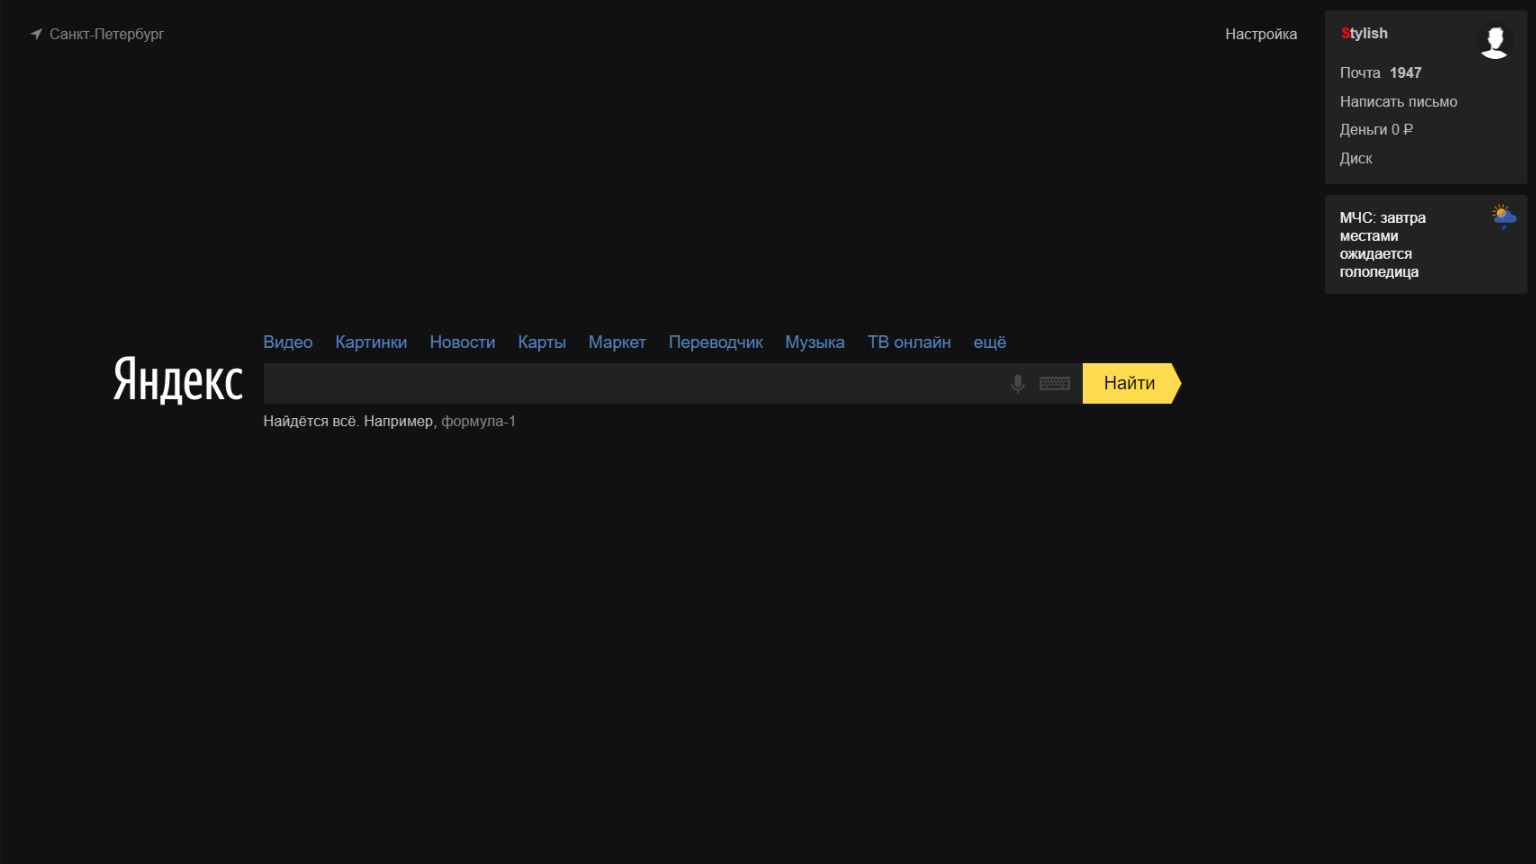 Санкт-Петербург
Настройка
Stylish
Почта 1947
Написать письмо
Деньги 0 ₽
Диск
МЧС: завтра
местами
ожидается
гололедица
Видео Картинки Новости Карты Маркет Переводчик Музыка ТВ онлайн ещё
Яндекс
Найти
Найдётся всё. Например, формула-1